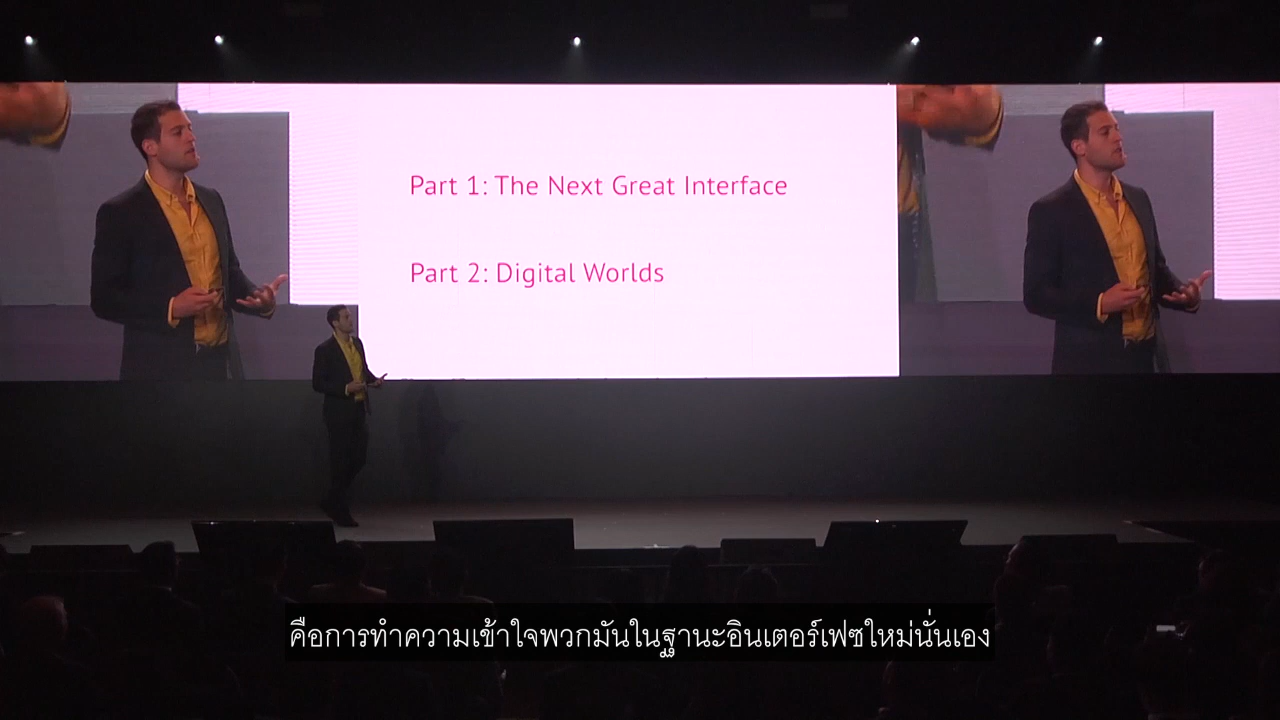 Part 1: The Next Great Interface
Part 2: Digital Worlds
คือการทำความเข้าใจพวกมันในฐานะอินเตอร์เฟซใหม่นั่นเอง